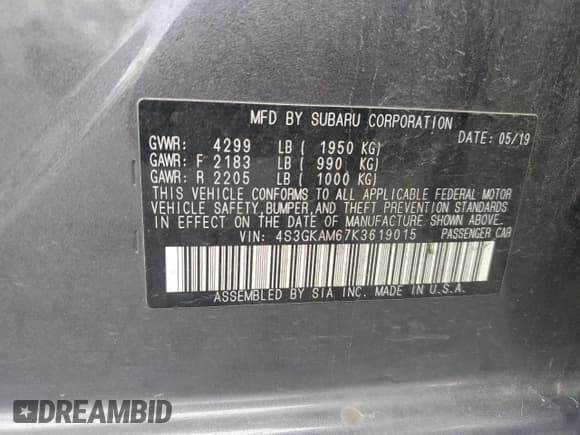 MFD BY SUBARU CORPORATION
DATE: 05/19
GVWR: 4299 LB ( 1950 KG)
GAWR: F 2183 LB ( 990 KG)
GAWR: R 2205 LB ( 1000 KG)
THIS VEHICLE CONFORMS TO ALL APPLICABLE FEDERAL MOTOR
VEHICLE SAFETY,BUMPER,AND THEFT PREVENTION STANDARDS
IN EFFECT ON THE DATE OF MANUFACTURE SHOWN ABOVE.
VIN: 4S3GKAM67K3619015 PASSENGER CAR
ASSEMBLED BY SIA INC. MADE IN U.S.A.
DREAMBID